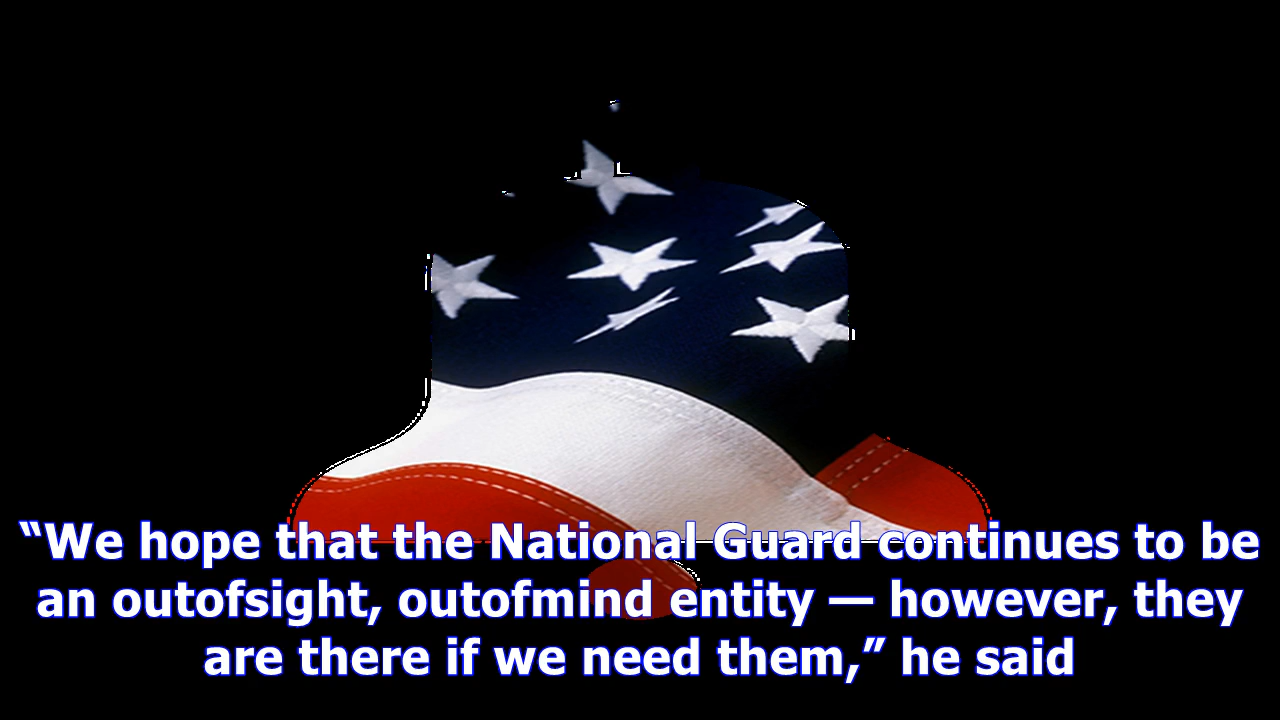 “We hope that the National Guard continues to be
an outofsight, outofmind entity — however, they
are there if we need them,” he said